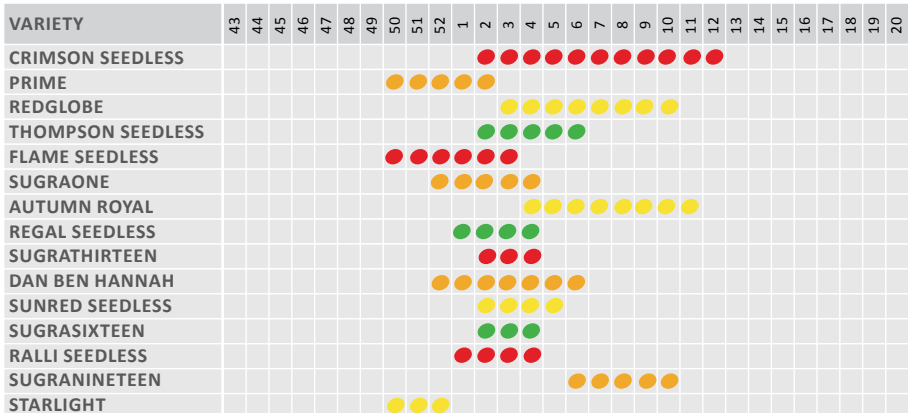 VARIETY 43 44 45 46 47 48 49 50 51 52 1 2 3 4 5 6 7 8 9 10 11 12 13 14 15 16 17 18 19 20
CRIMSON SEEDLESS
PRIME
REDGLOBE
THOMPSON SEEDLESS
FLAME SEEDLESS
SUGRAONE
AUTUMN ROYAL
REGAL SEEDLESS
SUGRATHIRTEEN
DAN BEN HANNAH
SUNRED SEEDLESS
SUGRASIXTEEN
RALLI SEEDLESS
SUGRANINETEEN
STARLIGHT